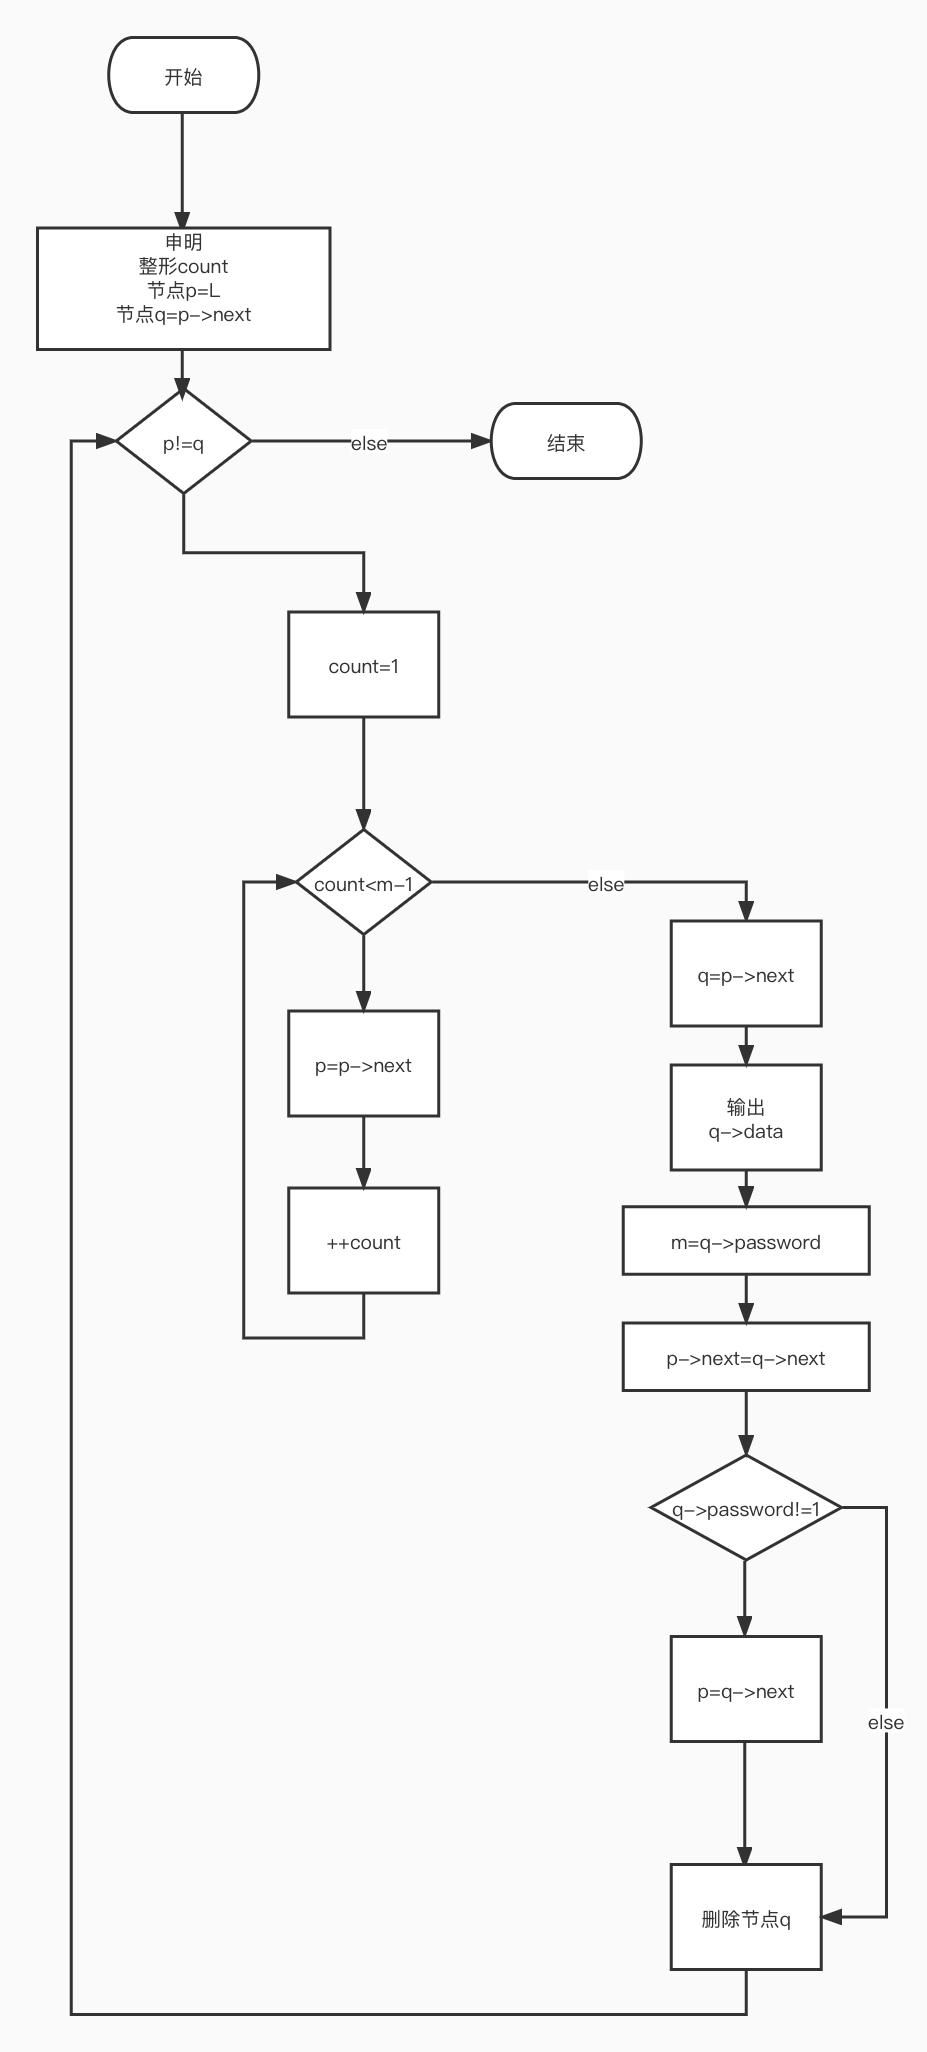 开始
申明
整形count
节点p=L
节点q=p->next
p!=q
else
结束
count=1
count<m-1
else
q=p->next
p=p->next
输出
q->data
++count
m=q->password
p->next=q->next
q->password!=1
p=q->next
else
删除节点q